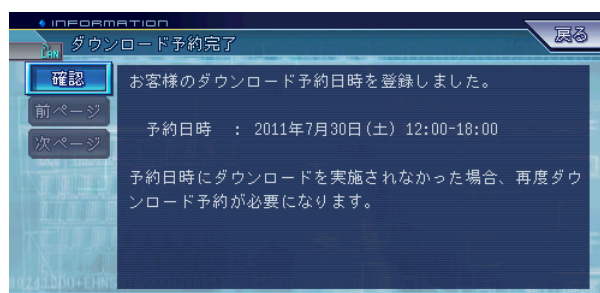 INFORMATION
LAN ダウンロード予約完了
戻る
確認
前ページ
次ページ
お客様のダウンロード予約日時を登録しました。
予約日時 : 2011年7月30日(土) 12:00-18:00
予約日時にダウンロードを実施されなかった場合、再度ダウ
ンロード予約が必要になります。